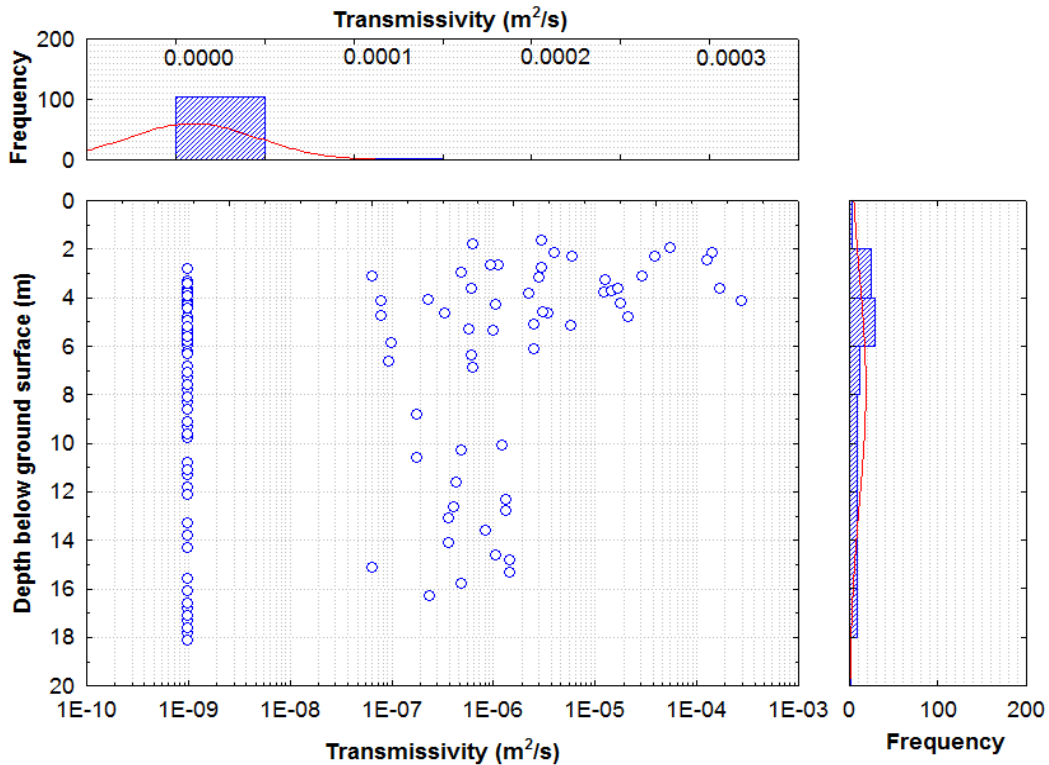 Transmissivity (m²/s)
0.0000 0.0001 0.0002 0.0003
Frequency
200
100
0
Depth below ground surface (m)
0
2
4
6
8
10
12
14
16
18
20
1E-10 1E-09 1E-08 1E-07 1E-06 1E-05 1E-04 1E-03
Transmissivity (m²/s)
0 100 200
Frequency